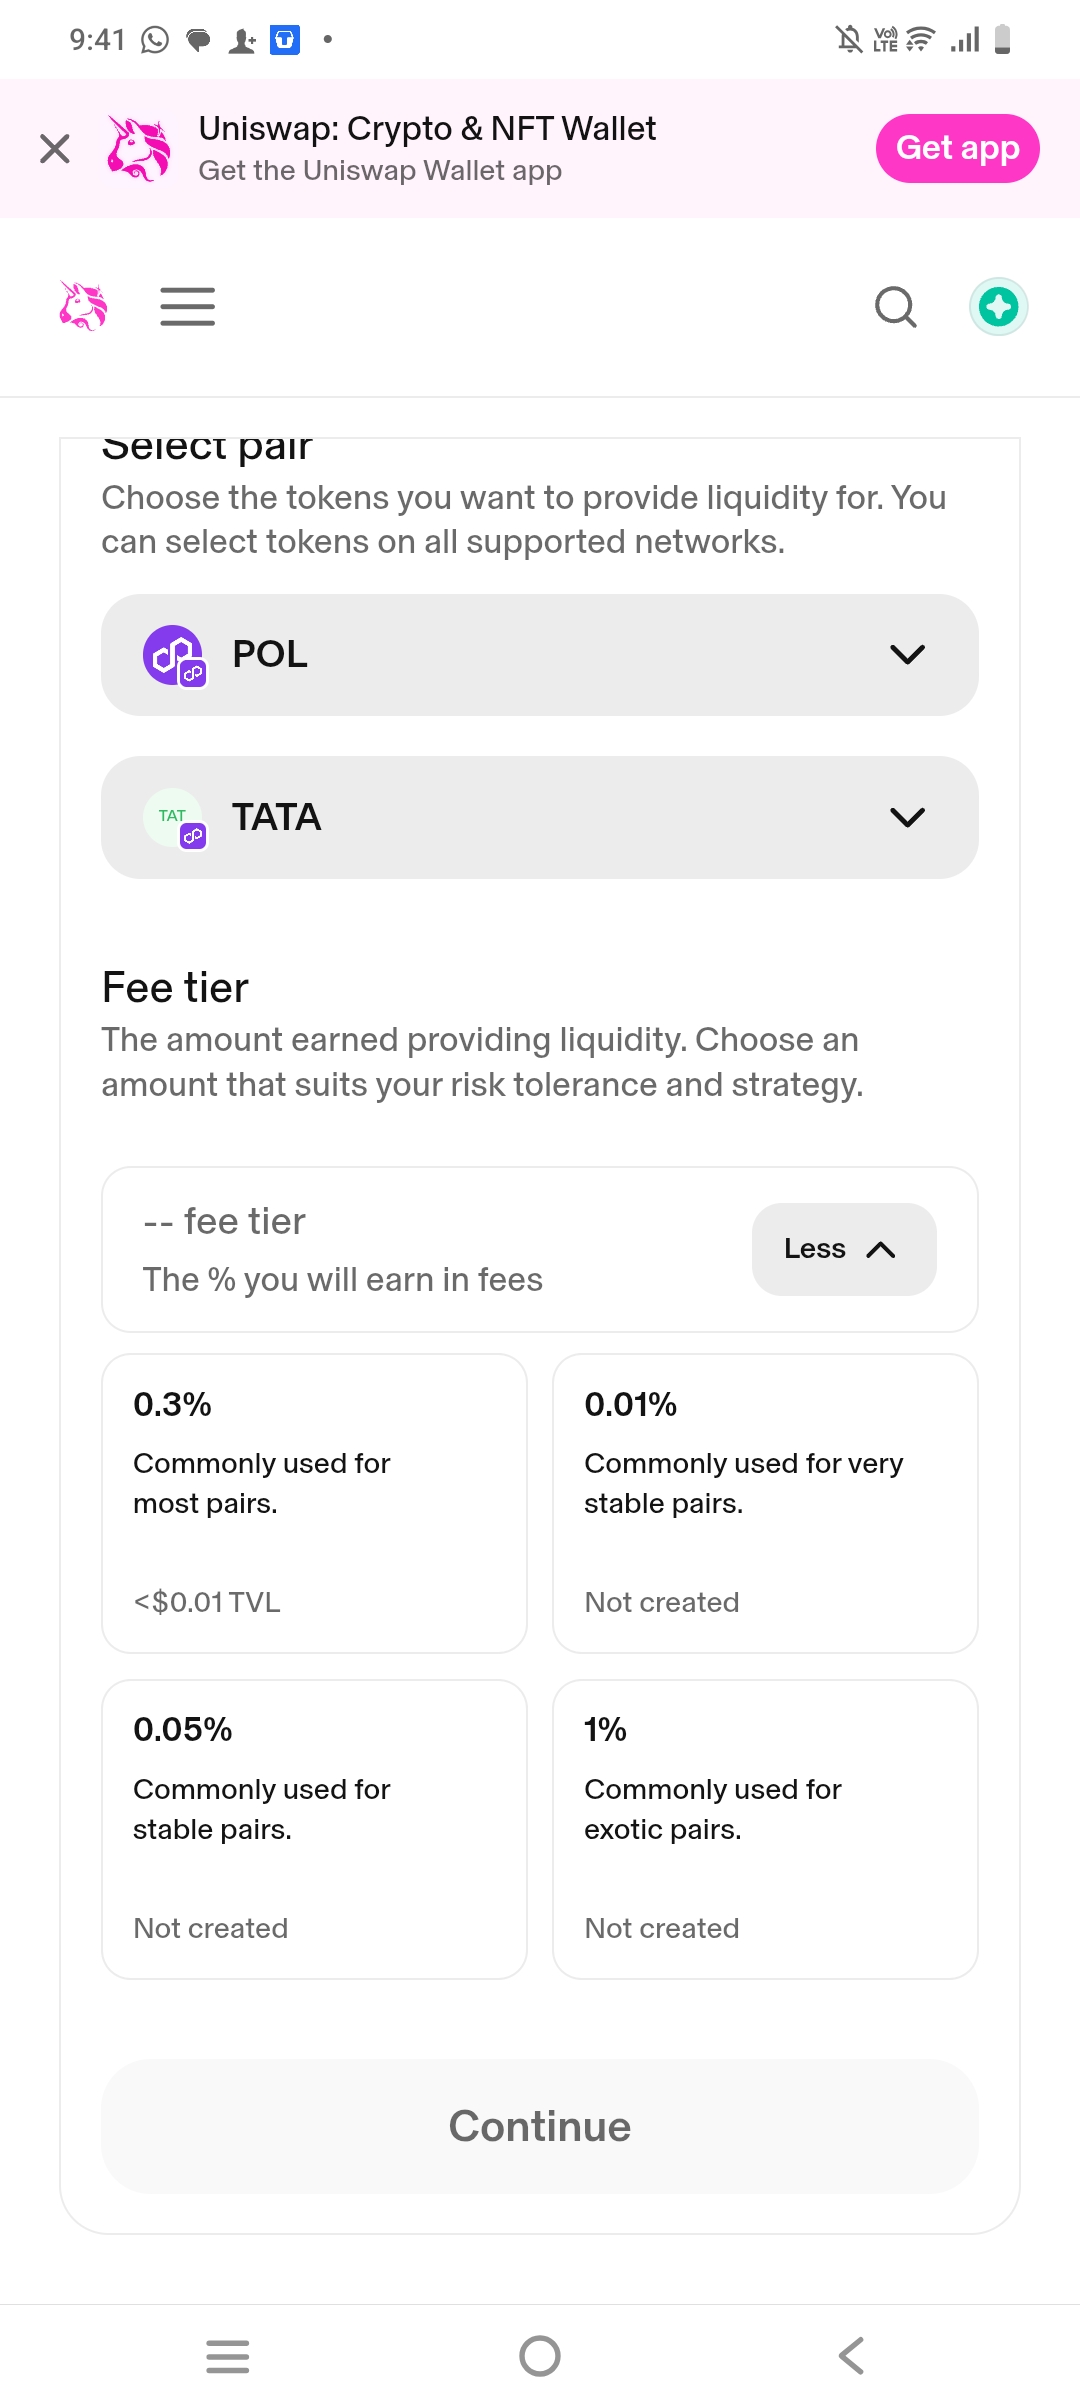 9:41
Vo)
LTE
Uniswap: Crypto & NFT Wallet
Get the Uniswap Wallet app
Get app
Select pair
Choose the tokens you want to provide liquidity for. You
can select tokens on all supported networks.
POL
TAT
TATA
Fee tier
The amount earned providing liquidity. Choose an
amount that suits your risk tolerance and strategy.
-- fee tier
The % you will earn in fees
Less
0.3%
Commonly used for
most pairs.
<$0.01 TVL
0.01%
Commonly used for very
stable pairs.
Not created
0.05%
Commonly used for
stable pairs.
Not created
1%
Commonly used for
exotic pairs.
Not created
Continue